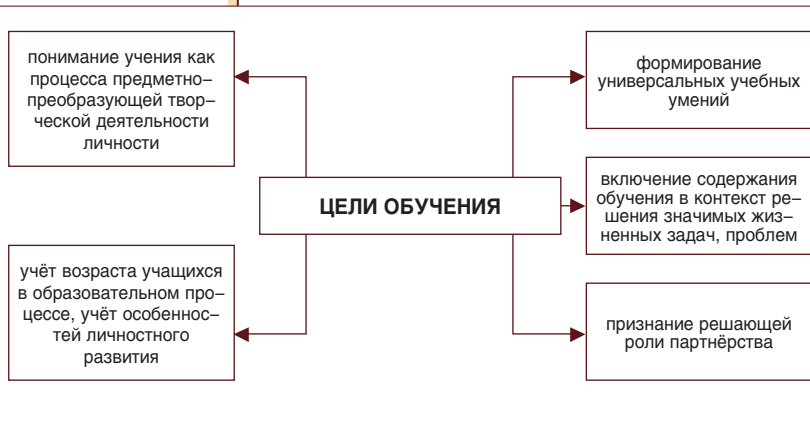 понимание учения как
процесса предметно–
преобразующей твор–
ческой деятельности
личности
учёт возраста учащихся
в образовательном про–
цессе, учёт особеннос–
тей личностного
развития
ЦЕЛИ ОБУЧЕНИЯ
формирование
универсальных учебных
умений
включение содержания
обучения в контекст ре–
шения значимых жиз–
ненных задач, проблем
признание решающей
роли партнёрства